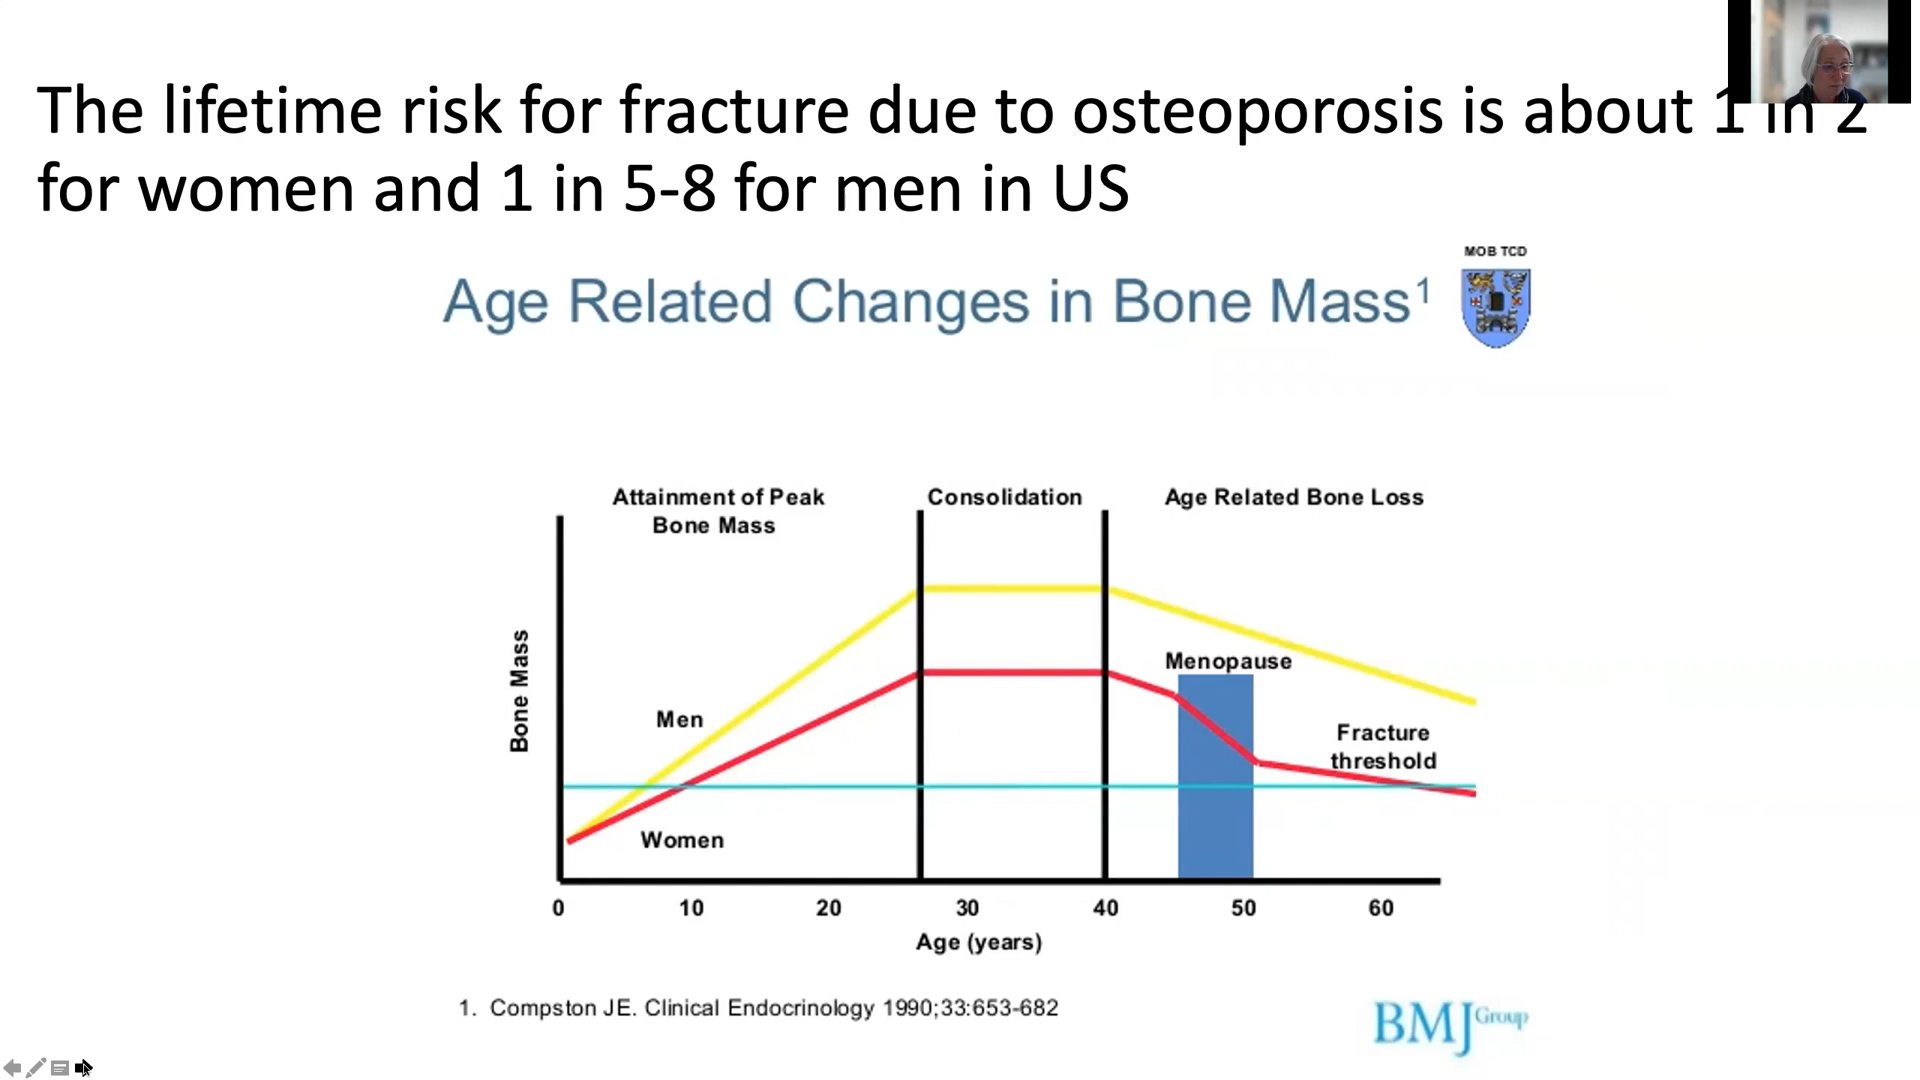 The lifetime risk for fracture due to osteoporosis is about 1 in 2
for women and 1 in 5-8 for men in US
MOB TCD
Age Related Changes in Bone Mass1
Attainment of Peak
Bone Mass
Consolidation
Age Related Bone Loss
Menopause
Men
Fracture
threshold
Women
Bone Mass
0 10 20 30 40 50 60
Age (years)
1. Compston JE. Clinical Endocrinology 1990;33:653-682
BMJ Group